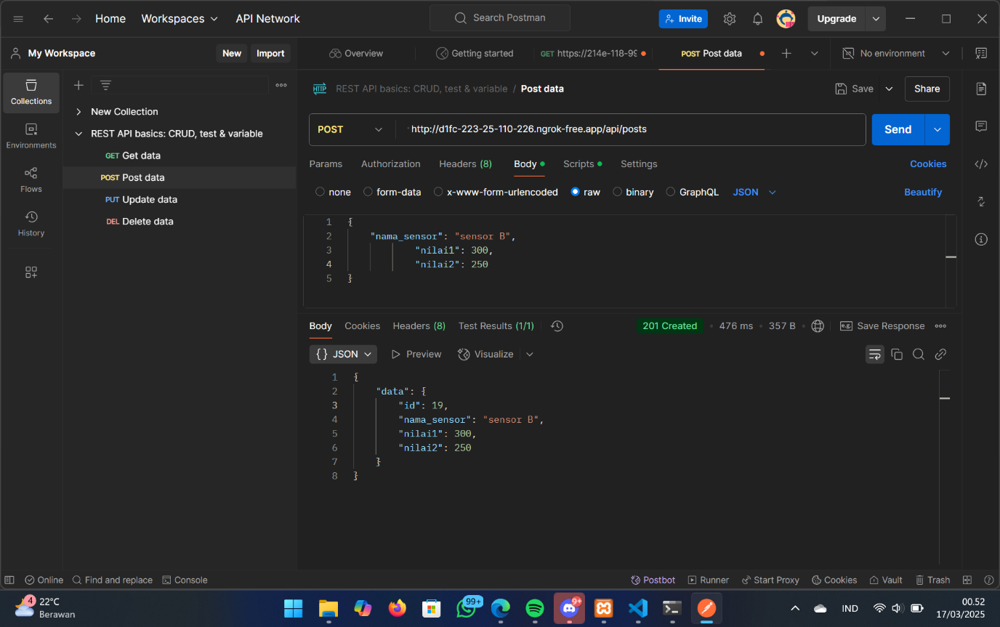 Home Workspaces API Network Search Postman Invite Upgrade
My Workspace New Import Overview Getting started GET https://214e-118-99 POST Post data No environment
Collections
Environments
Flows
History
New Collection
REST API basics: CRUD, test & variable
GET Get data
POST Post data
PUT Update data
DEL Delete data
HTTP REST API basics: CRUD, test & variable / Post data Save Share
POST http://d1fc-223-25-110-226.ngrok-free.app/api/posts Send
Params Authorization Headers (8) Body Scripts Settings Cookies
none form-data x-www-form-urlencoded raw binary GraphQL JSON Beautify
1 {
2 "nama_sensor": "sensor B",
3 "nilai1": 300,
4 "nilai2": 250
5 }
Body Cookies Headers (8) Test Results (1/1) 201 Created 476 ms 357 B e.g. Save Response
{} JSON Preview Visualize
1 {
2 "data": {
3 "id": 19,
4 "nama_sensor": "sensor B",
5 "nilai1": 300,
6 "nilai2": 250
7 }
8 }
Online Find and replace Console Postbot Runner Start Proxy Cookies Vault Trash
4 22°C
Berawan
99+ 9+
IND
00.52
17/03/2025